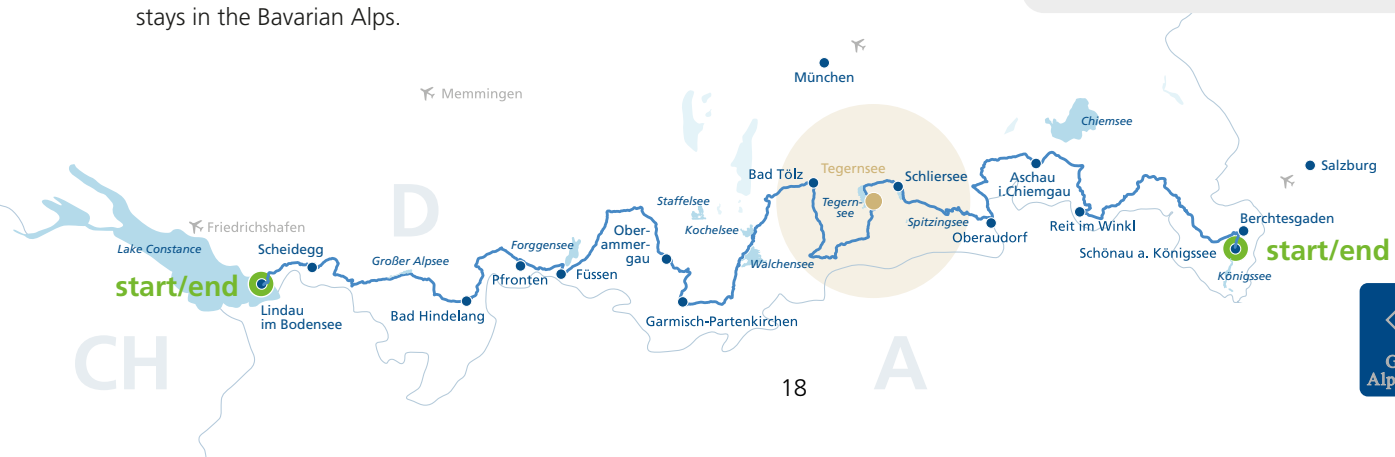 stays in the Bavarian Alps.
München
Memmingen
Chiemsee
Salzburg
Bad Tölz
Tegernsee
Schliersee
Aschau
i.Chiemgau
D
Staffelsee
Tegern-
see
Spitzingsee
Berchtesgaden
Friedrichshafen
Kochelsee
Oberaudorf
Reit im Winkl
Lake Constance
Scheidegg
Großer Alpsee
Forggensee
Ober-
ammer-
gau
Walchensee
Schönau a. Königssee
start/end
start/end
Pfronten
Füssen
Königssee
Lindau
im Bodensee
Bad Hindelang
Garmisch-Partenkirchen
CH
A
18
G
Alp